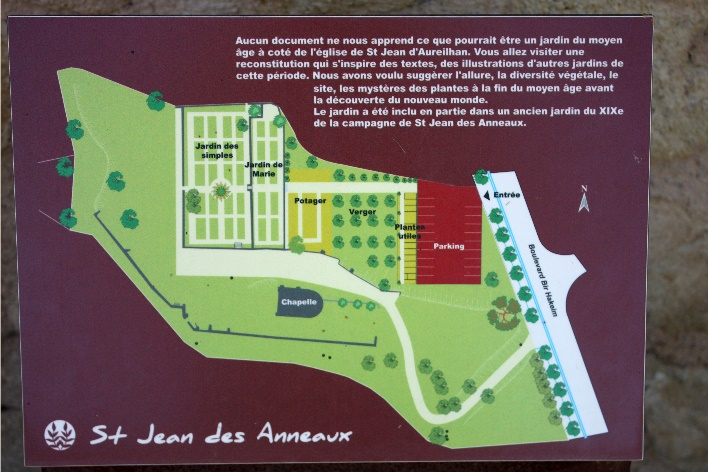 Aucun document ne nous apprend ce que pourrait être un jardin du moyen
âge à coté de l'église de St Jean d'Aureilhan. Vous allez visiter une
reconstitution qui s'inspire des textes, des illustrations d'autres jardins de
cette période. Nous avons voulu suggèrer l'allure, la diversité végétale, le
site, les mystères des plantes à la fin du moyen âge avant
la découverte du nouveau monde.
Le jardin a été inclu en partie dans un ancien jardin du XIXe
de la campagne de St Jean des Anneaux.
Jardin des
simples
Jardin de
Marie
Potager
Verger
Plantes
utiles
Parking
Entrée
N
Boulevard Bir Hakeim
Chapelle
St Jean des Anneaux